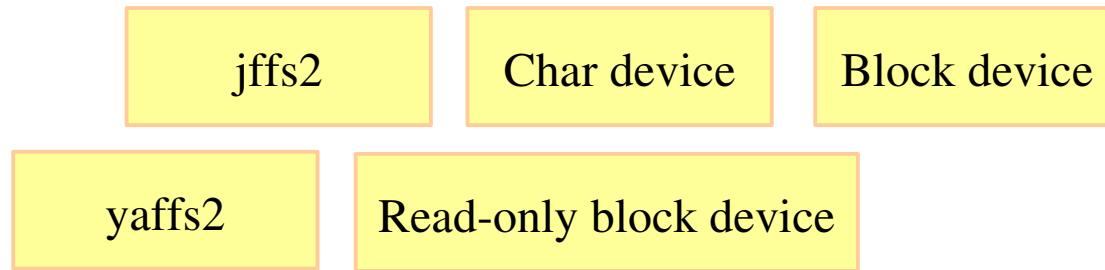 jffs2
Char device
Block device
yaffs2
Read-only block device